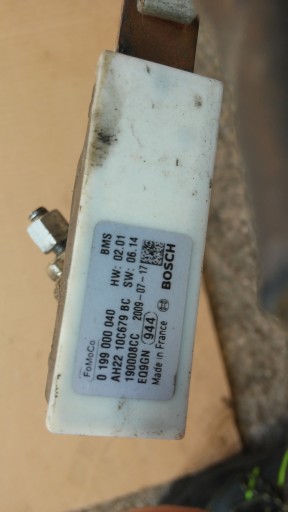 FoMoCo BMS
0 199 000 040 HW: 02.01
AH22 10C679 BC SW: 06.14
190008CC 2009-07-17
EQ9GN 944 BOSCH
Made in France